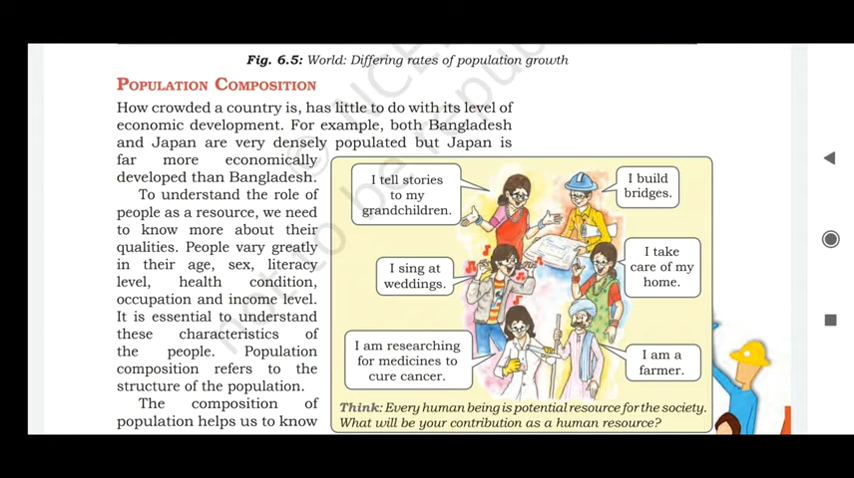 Fig. 6.5: World: Differing rates of population growth
POPULATION COMPOSITION
How crowded a country is, has little to do with its level of
economic development. For example, both Bangladesh
and Japan are very densely populated but Japan is
far more economically
developed than Bangladesh.
To understand the role of
people as a resource, we need
to know more about their
qualities. People vary greatly
in their age, sex, literacy
level, health condition,
occupation and income level.
It is essential to understand
these characteristics of
the people. Population
composition refers to the
structure of the population.
The composition of
population helps us to know
I tell stories
to my
grandchildren.
I build
bridges.
I sing at
weddings.
I take
care of my
home.
I am researching
for medicines to
cure cancer.
I am a
farmer.
Think: Every human being is potential resource for the society.
What will be your contribution as a human resource?
not to be republ
© NCE